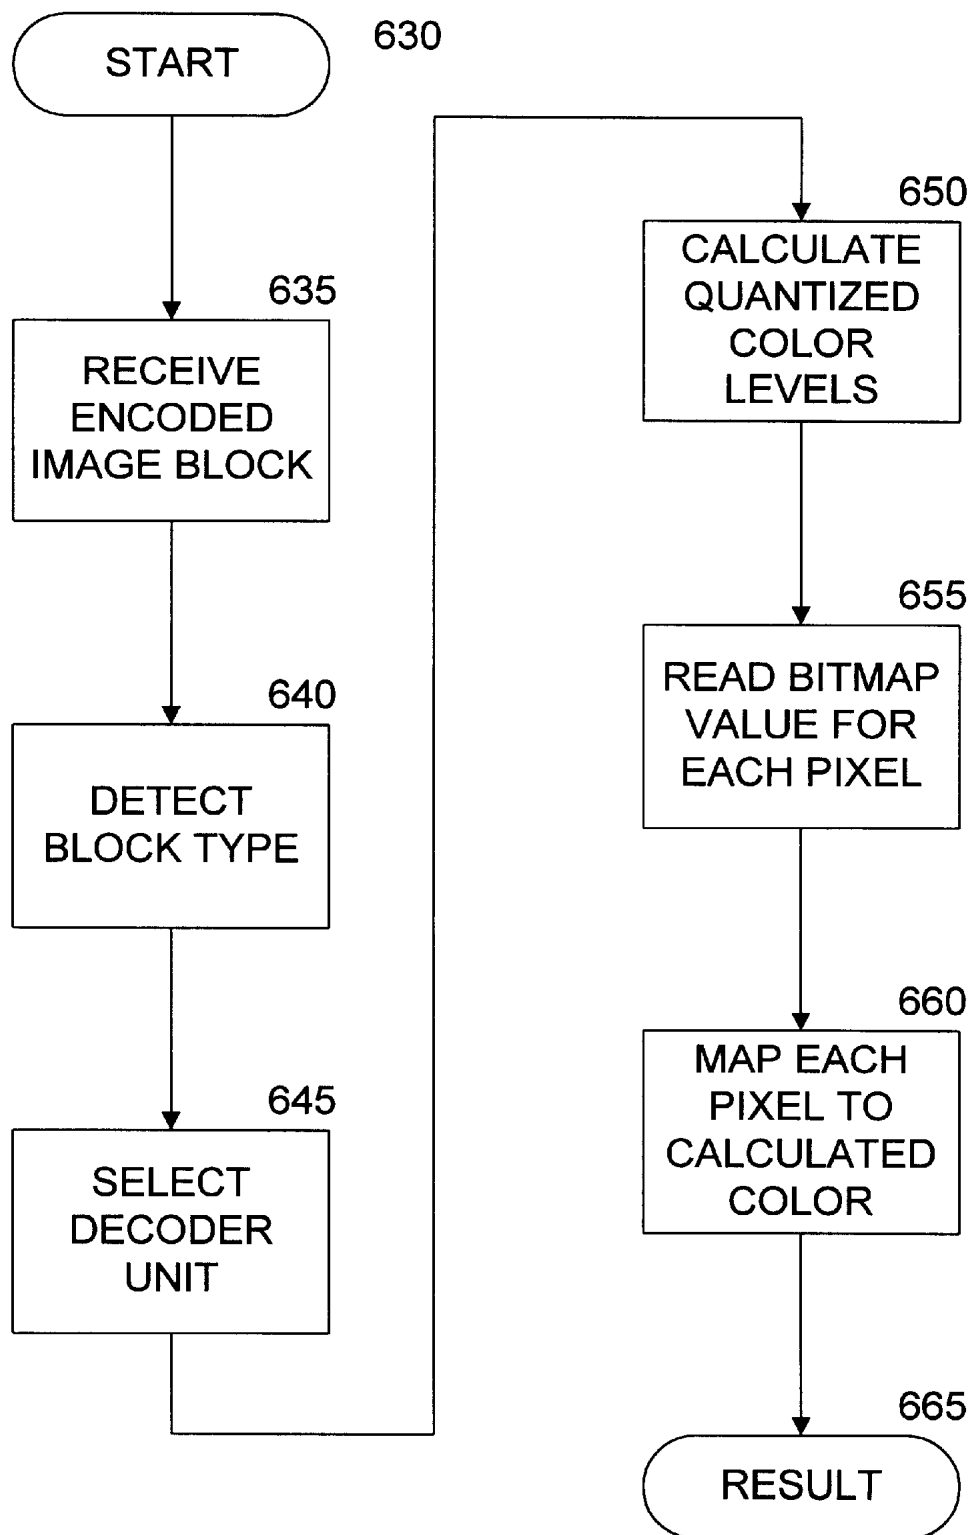 START
630
635
RECEIVE
ENCODED
IMAGE BLOCK
640
DETECT
BLOCK TYPE
645
SELECT
DECODER
UNIT
650
CALCULATE
QUANTIZED
COLOR
LEVELS
655
READ BITMAP
VALUE FOR
EACH PIXEL
660
MAP EACH
PIXEL TO
CALCULATED
COLOR
665
RESULT